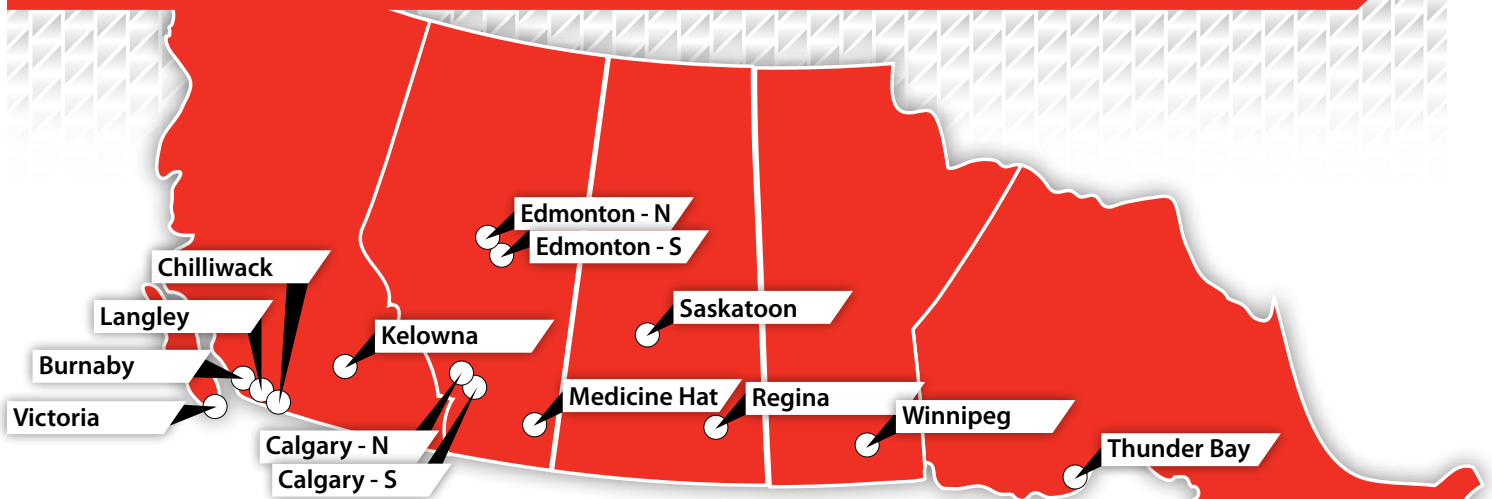 Edmonton - N
Edmonton - S
Chilliwack
Langley
Saskatoon
Kelowna
Burnaby
Medicine Hat
Regina
Victoria
Winnipeg
Calgary - N
Thunder Bay
Calgary - S